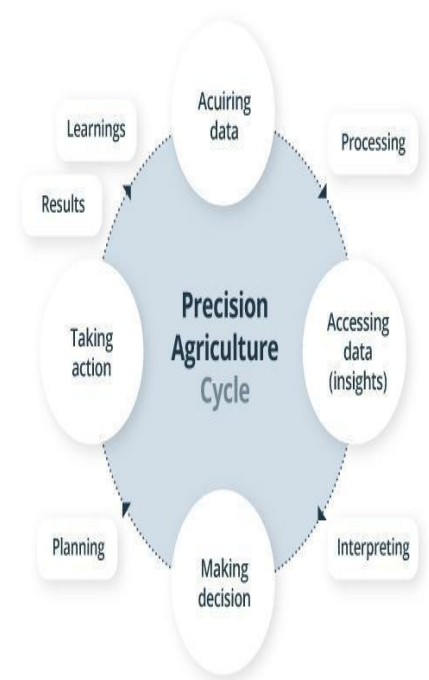 Acuiring
data
Learnings
Processing
Results
Precision
Agriculture
Cycle
Taking
action
Accessing
data
(insights)
Planning
Interpreting
Making
decision